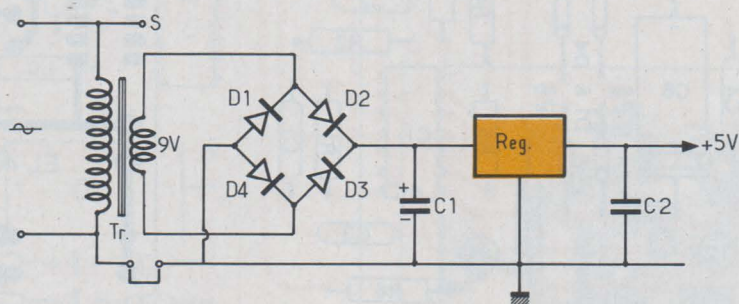 S
D1
D2
9V
Reg.
+5V
D4
D3
+
C1
−
C2
Tr.